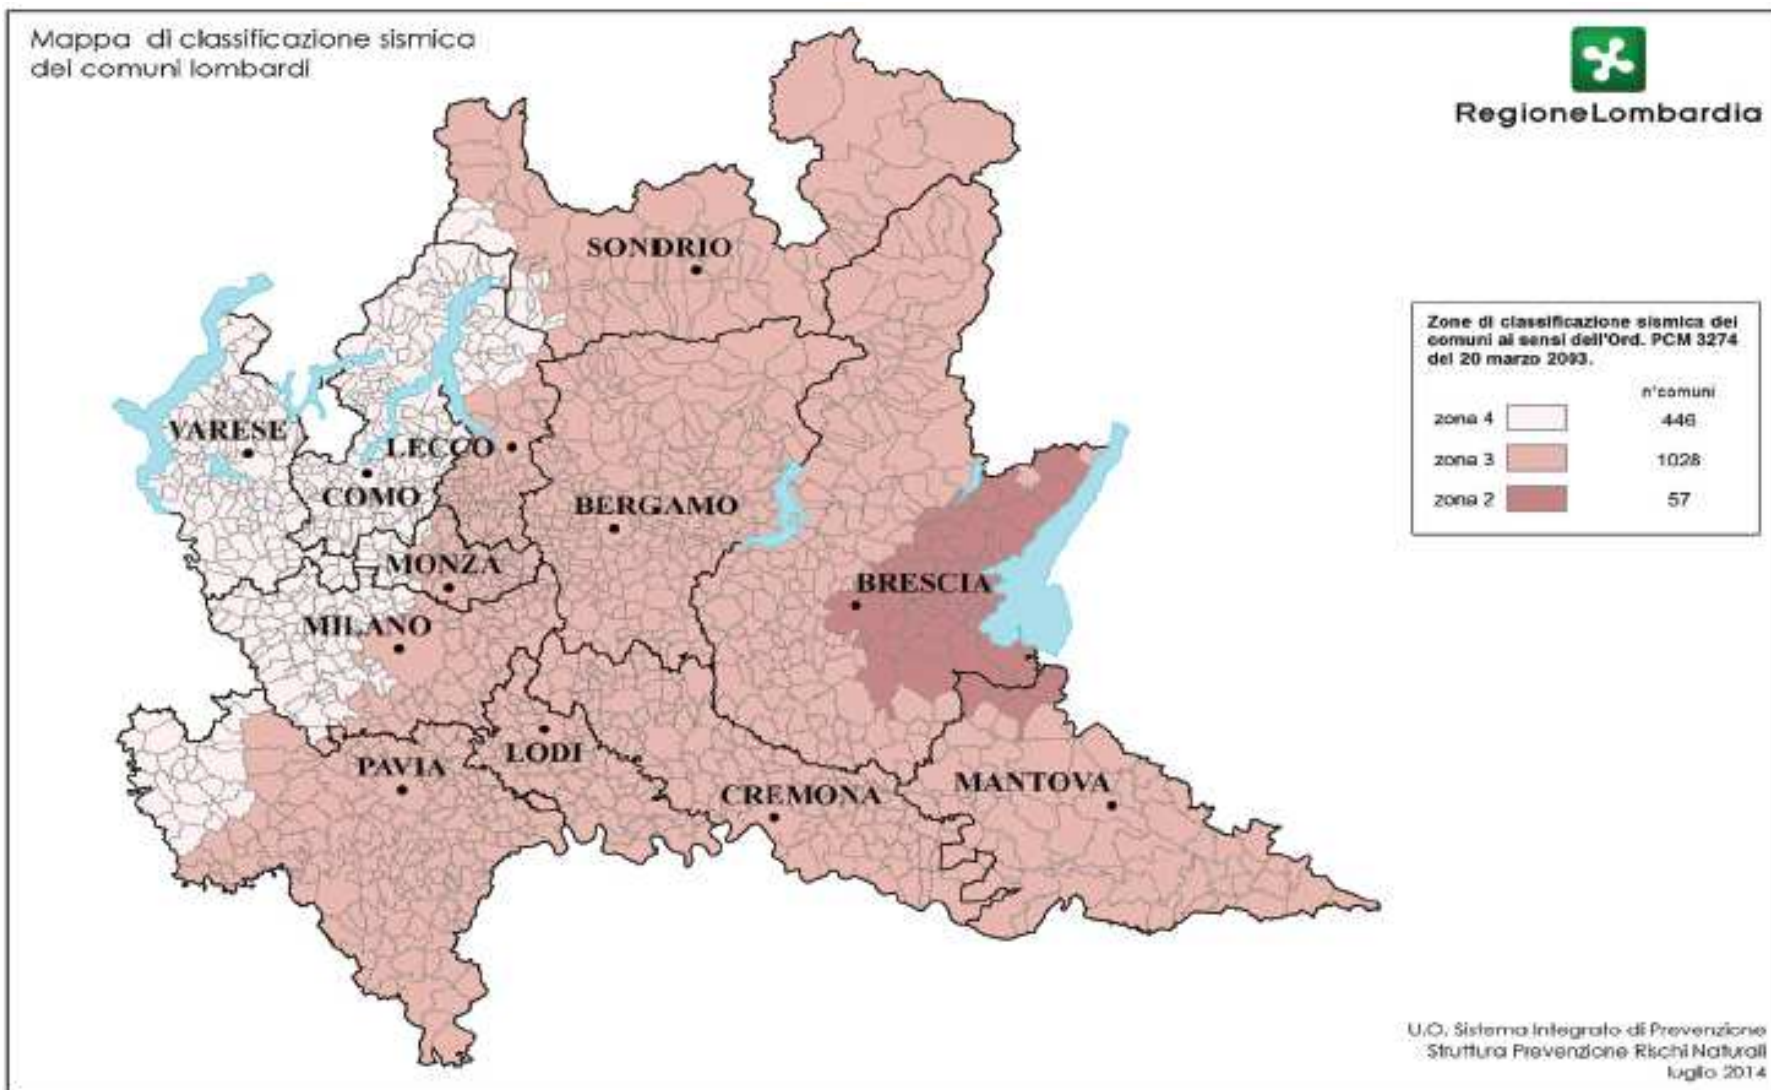 Mappa di classificazione sismica
dei comuni lombardi
RegioneLombardia
SONDRIO
VARESE
LECCO
COMO
BERGAMO
MONZA
BRESCIA
MILANO
PAVIA
LODI
CREMONA
MANTOVA
Zone di classificazione sismica dei
comuni ai sensi dell'Ord. PCM 3274
del 20 marzo 2003.
n°comuni
zona 4 446
zona 3 1028
zona 2 57
U.O. Sistema Integrato di Prevenzione
Struttura Prevenzione Rischi Naturali
luglio 2014